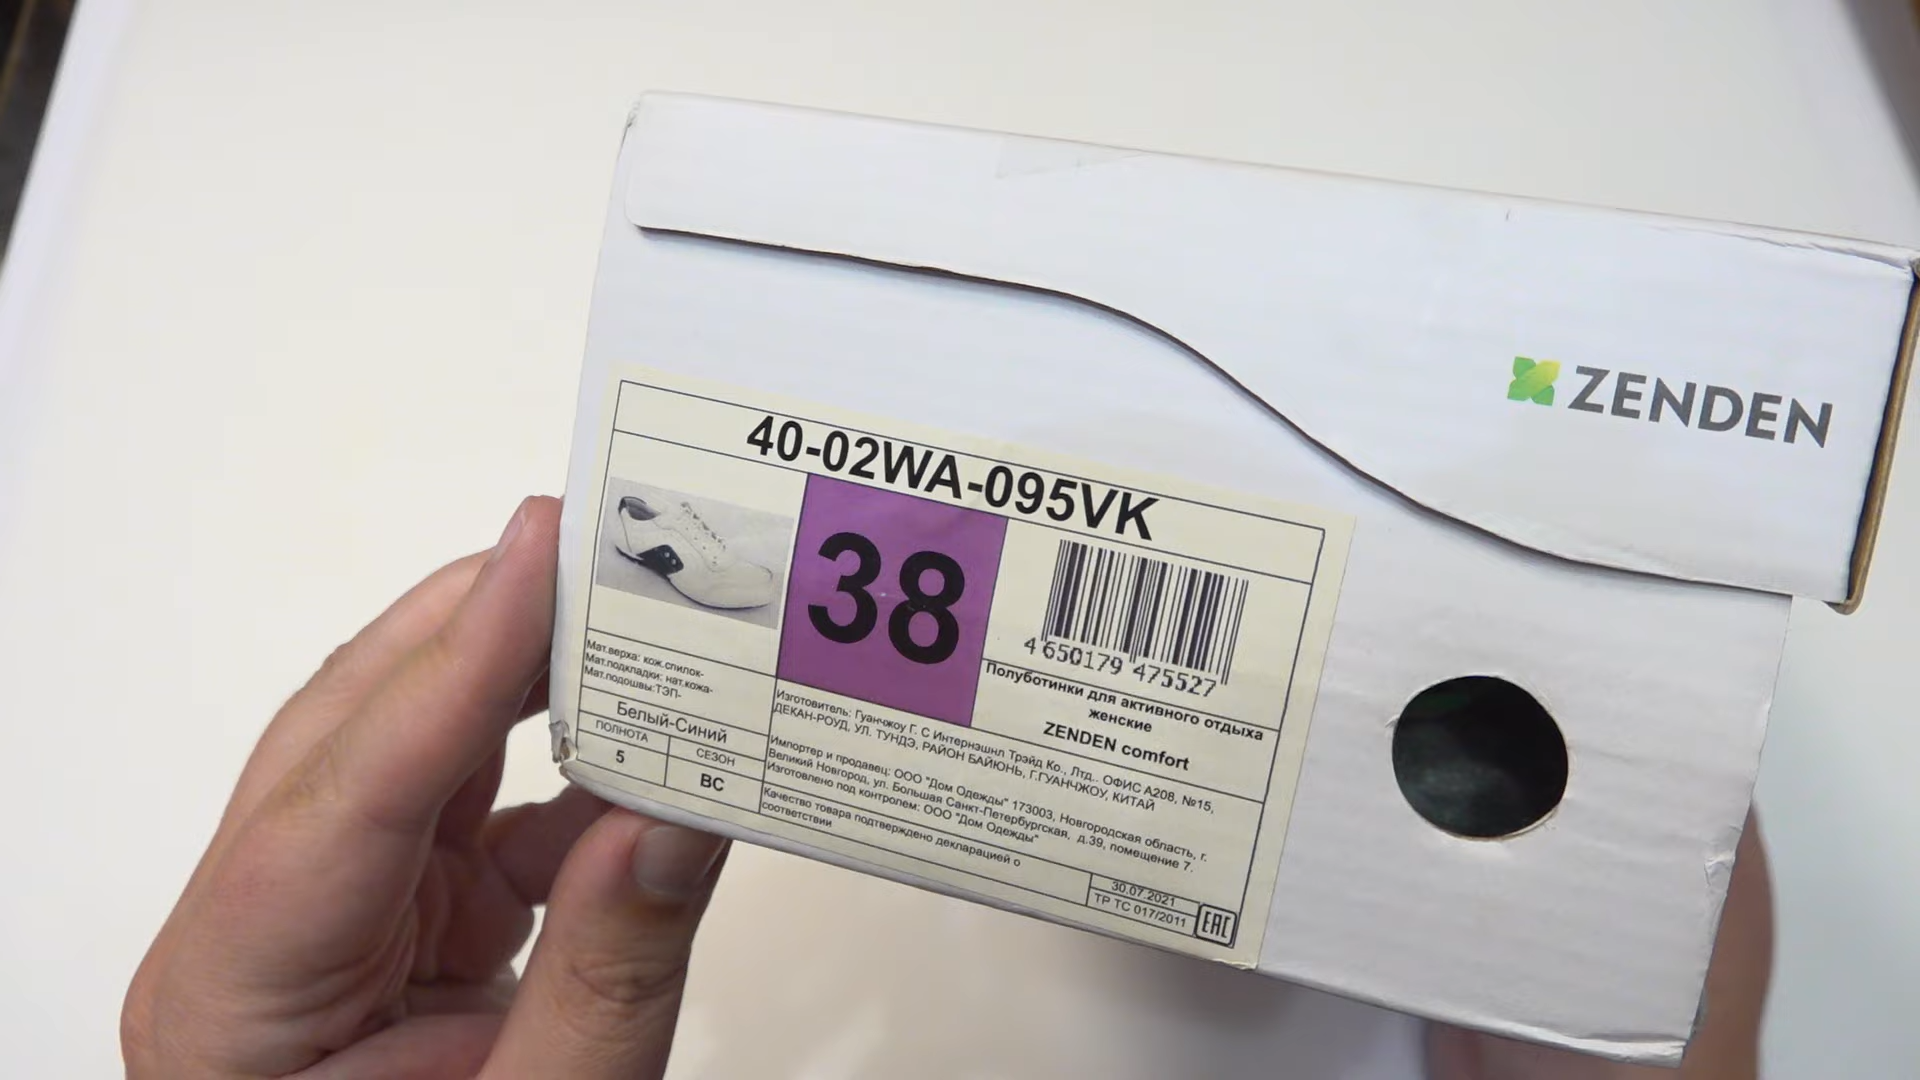 ZENDEN
40-02WA-095VK
38
4 650179 475527
Мат.верха: кож.спилок-
Мат.подкладки: нат.кожа-
Мат.подошвы:ТЭП-
Белый-Синий
ПОЛНОТА
5
СЕЗОН
ВС
Полуботинки для активного отдыха
женские
ZENDEN comfort
Изготовитель: Гуанчжоу Г. С Интернэшнл Трэйд Ко., Лтд.. ОФИС А208, №15,
ДЕКАН-РОУД, УЛ. ТУНДЭ, РАЙОН БАЙЮНЬ, Г.ГУАНЧЖОУ, КИТАЙ
Импортер и продавец: ООО "Дом Одежды" 173003, Новгородская область, г.
Великий Новгород, ул. Большая Санкт-Петербургская, д.39, помещение 7.
Изготовлено под контролем: ООО "Дом Одежды"
Качество товара подтверждено декларацией о
соответствии
30.07.2021
ТР ТС 017/2011
EAC